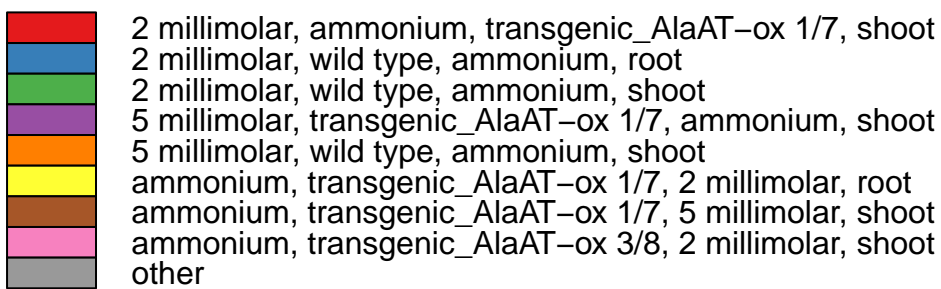 2 millimolar, ammonium, transgenic_AlaAT−ox 1/7, shoot
2 millimolar, wild type, ammonium, root
2 millimolar, wild type, ammonium, shoot
5 millimolar, transgenic_AlaAT−ox 1/7, ammonium, shoot
5 millimolar, wild type, ammonium, shoot
ammonium, transgenic_AlaAT−ox 1/7, 2 millimolar, root
ammonium, transgenic_AlaAT−ox 1/7, 5 millimolar, shoot
ammonium, transgenic_AlaAT−ox 3/8, 2 millimolar, shoot
other